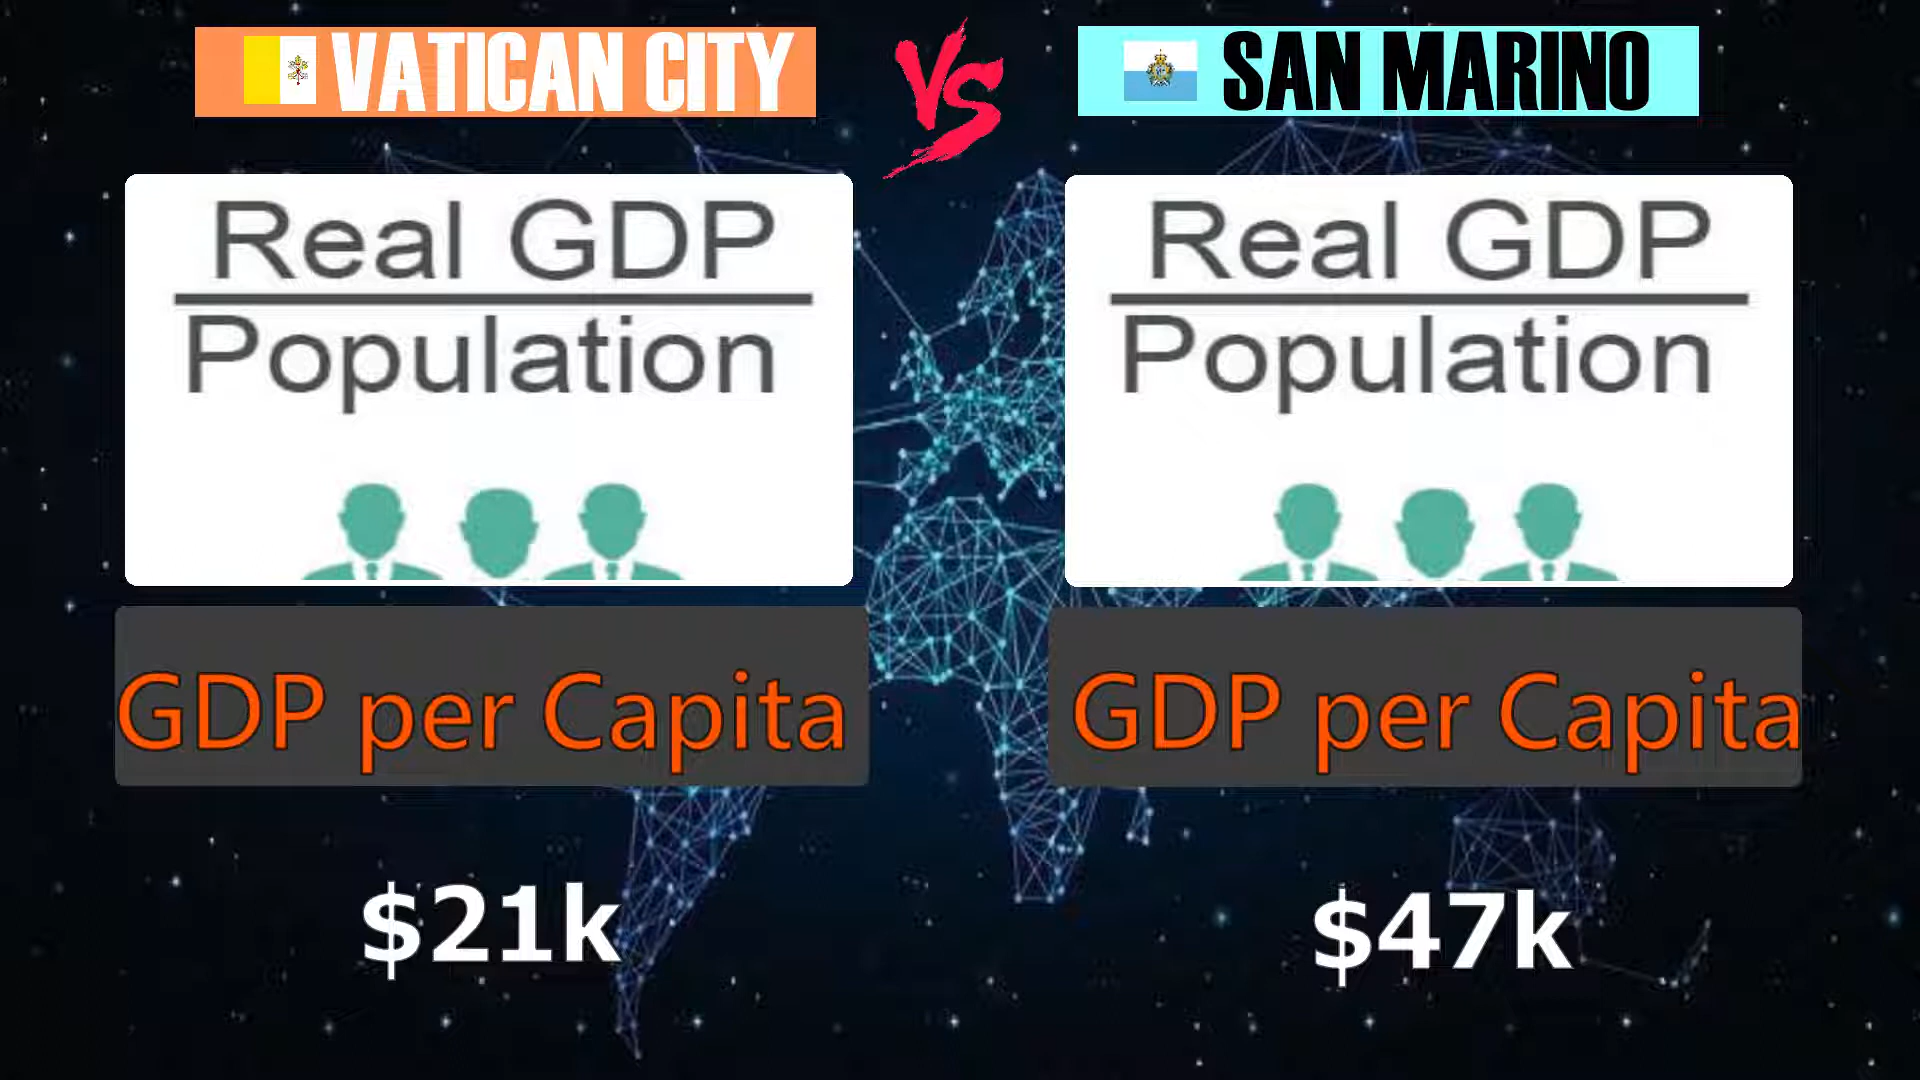 VATICAN CITY
VS
SAN MARINO
Real GDP
Population
Real GDP
Population
GDP per Capita
GDP per Capita
$21k
$47k